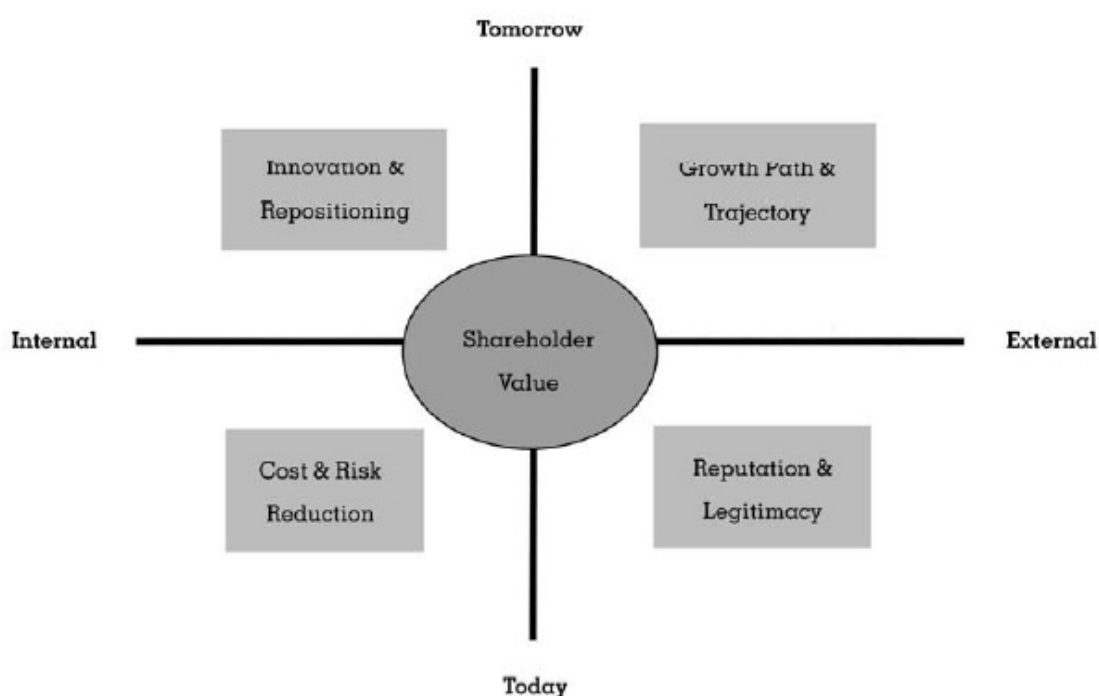 Tomorrow
Innovation &
Repositioning
Growth Path &
Trajectory
Internal
Shareholder
Value
External
Cost & Risk
Reduction
Reputation &
Legitimacy
Today